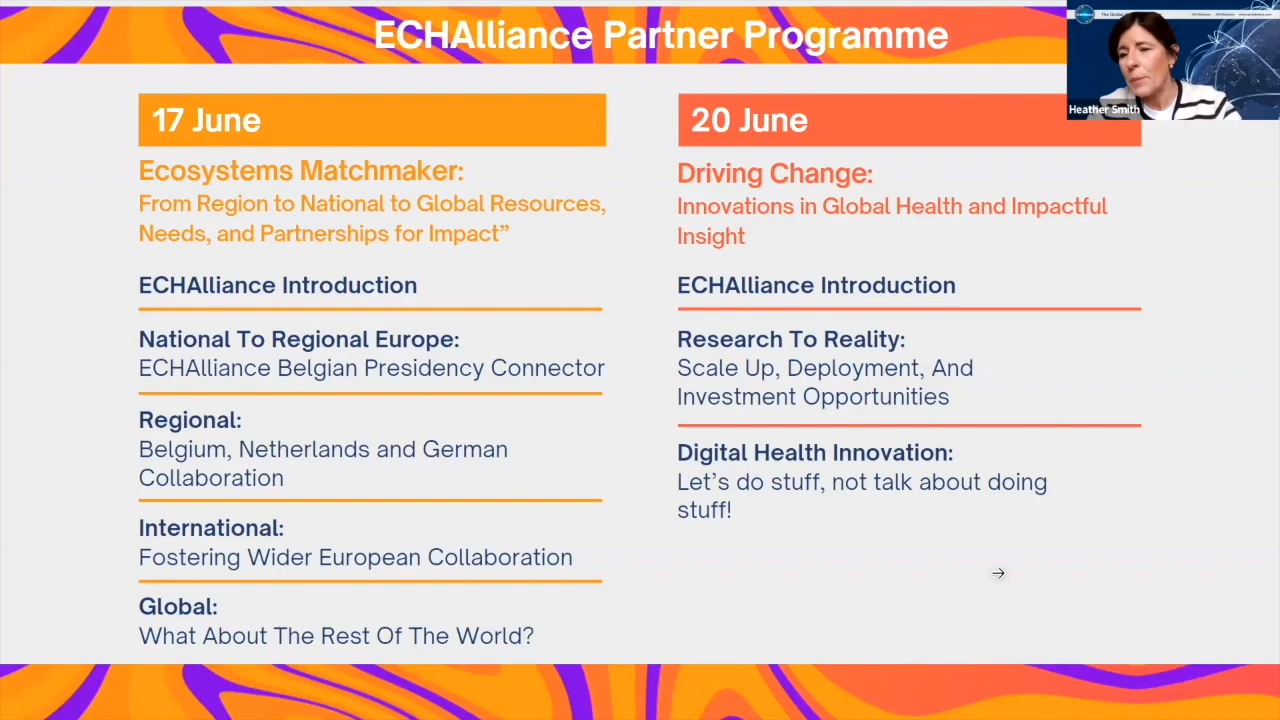 ECHAlliance Partner Programme
Heather Smith
17 June
Ecosystems Matchmaker:
From Region to National to Global Resources,
Needs, and Partnerships for Impact”
ECHAlliance Introduction
National To Regional Europe:
ECHAlliance Belgian Presidency Connector
Regional:
Belgium, Netherlands and German
Collaboration
International:
Fostering Wider European Collaboration
Global:
What About The Rest Of The World?
20 June
Driving Change:
Innovations in Global Health and Impactful
Insight
ECHAlliance Introduction
Research To Reality:
Scale Up, Deployment, And
Investment Opportunities
Digital Health Innovation:
Let’s do stuff, not talk about doing
stuff!